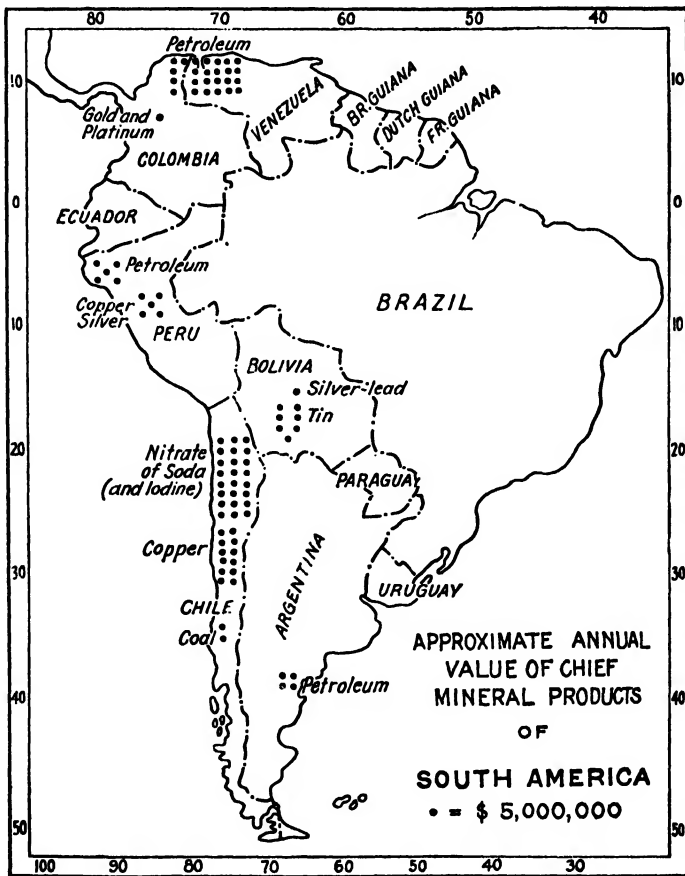 80 70 60 50 40
Petroleum
10 10
Gold and
Platinum
VENEZUELA
BR. GUIANA
DUTCH GUIANA
FR. GUIANA
COLOMBIA
0 0
ECUADOR
Petroleum
BRAZIL
Copper
Silver
10 10
PERU
BOLIVIA
Silver-lead
Tin
20 20
Nitrate
of Soda
(and Iodine)
PARAGUAY
Copper
ARGENTINA
30 30
URUGUAY
CHILE
Coal
APPROXIMATE ANNUAL
VALUE OF CHIEF
MINERAL PRODUCTS
OF
SOUTH AMERICA
• = $ 5,000,000
Petroleum
40 40
50 50
100 90 80 70 60 50 40 30